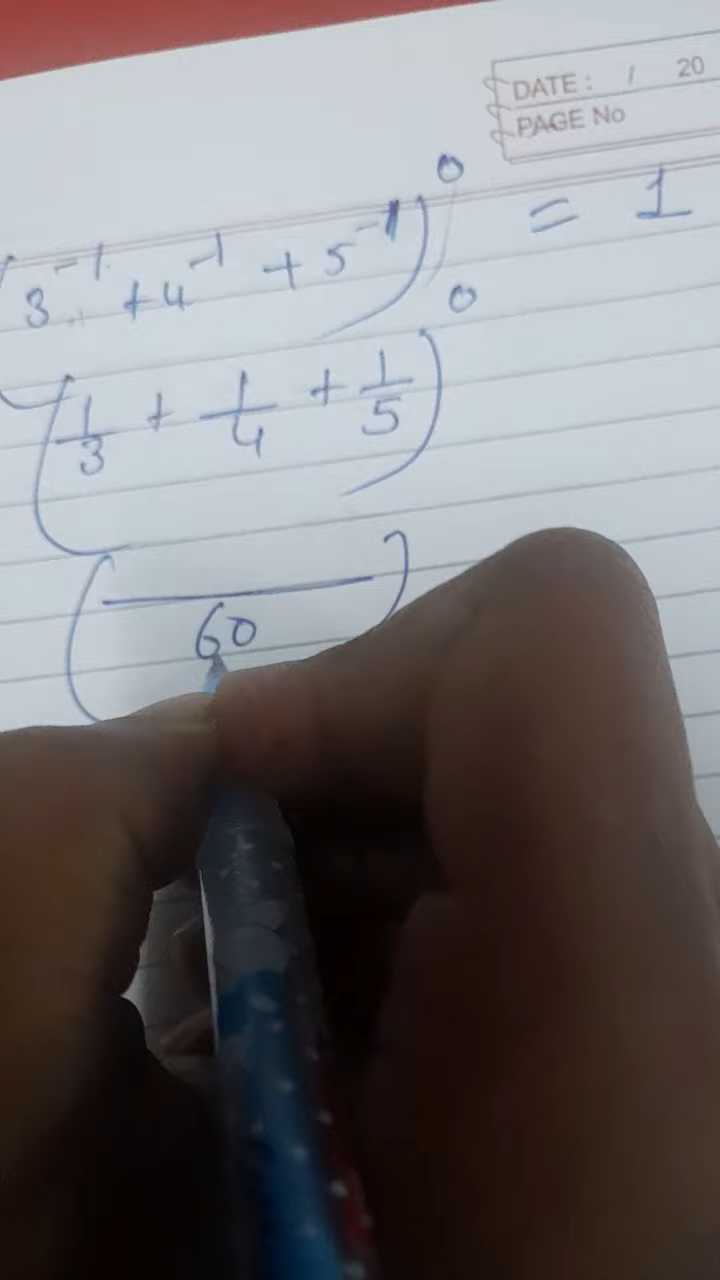 DATE: / 20
PAGE No
(3⁻¹ + 4⁻¹ + 5⁻¹)⁰ = 1
(1/3 + 1/4 + 1/5)⁰
( /60)